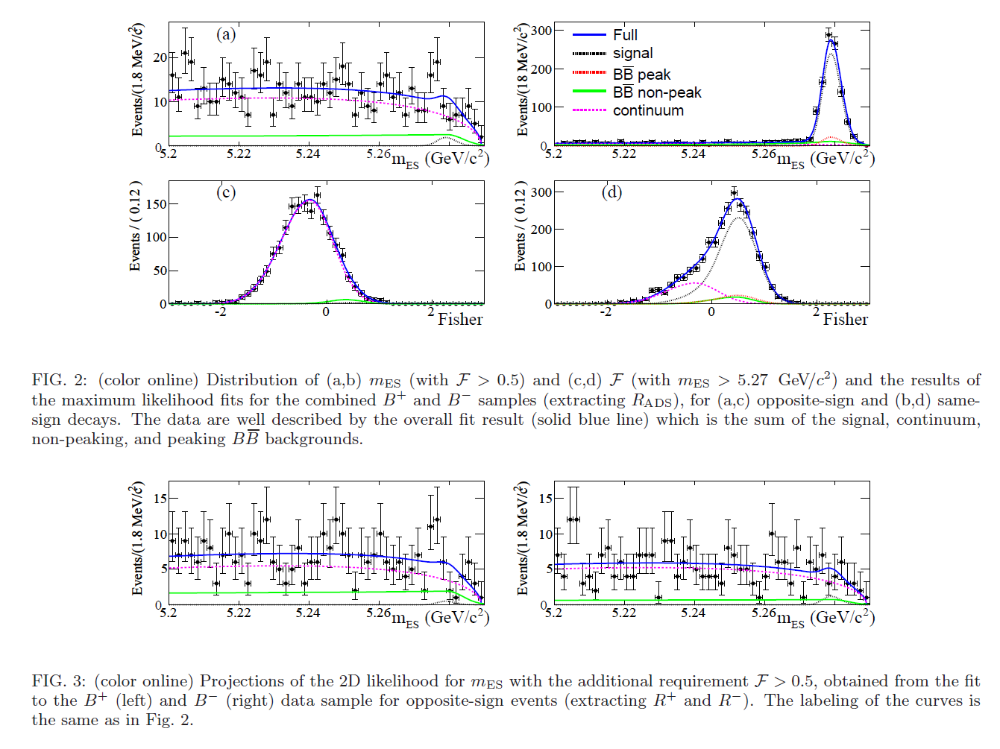 Events/(1.8 MeV/c²)
(a)
20
10
0
5.2
5.22
5.24
5.26
mES (GeV/c²)
Events/(18 MeV/c²)
300
200
100
0
Full
signal
BB̅ peak
BB̅ non-peak
continuum
5.2
5.22
5.24
5.26
mES (GeV/c²)
Events / ( 0.12 )
(c)
150
100
50
0
-2
0
2
Fisher
Events / ( 0.12 )
(d)
300
200
100
0
-2
0
2
Fisher
FIG. 2: (color online) Distribution of (a,b) mES (with F > 0.5) and (c,d) F (with mES > 5.27 GeV/c²) and the results of
the maximum likelihood fits for the combined B⁺ and B⁻ samples (extracting RADS), for (a,c) opposite-sign and (b,d) same-
sign decays. The data are well described by the overall fit result (solid blue line) which is the sum of the signal, continuum,
non-peaking, and peaking BB̅ backgrounds.
Events/(1.8 MeV/c²)
15
10
5
0
5.2
5.22
5.24
5.26
mES (GeV/c²)
Events/(1.8 MeV/c²)
15
10
5
0
5.2
5.22
5.24
5.26
mES (GeV/c²)
FIG. 3: (color online) Projections of the 2D likelihood for mES with the additional requirement F > 0.5, obtained from the fit
to the B⁺ (left) and B⁻ (right) data sample for opposite-sign events (extracting R⁺ and R⁻). The labeling of the curves is
the same as in Fig. 2.